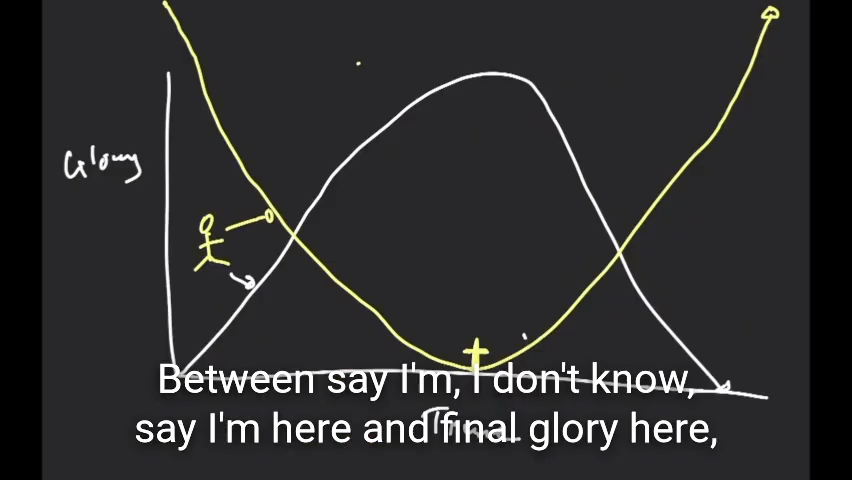 Glory
Between say I'm, I don't know,
say I'm here and final glory here,